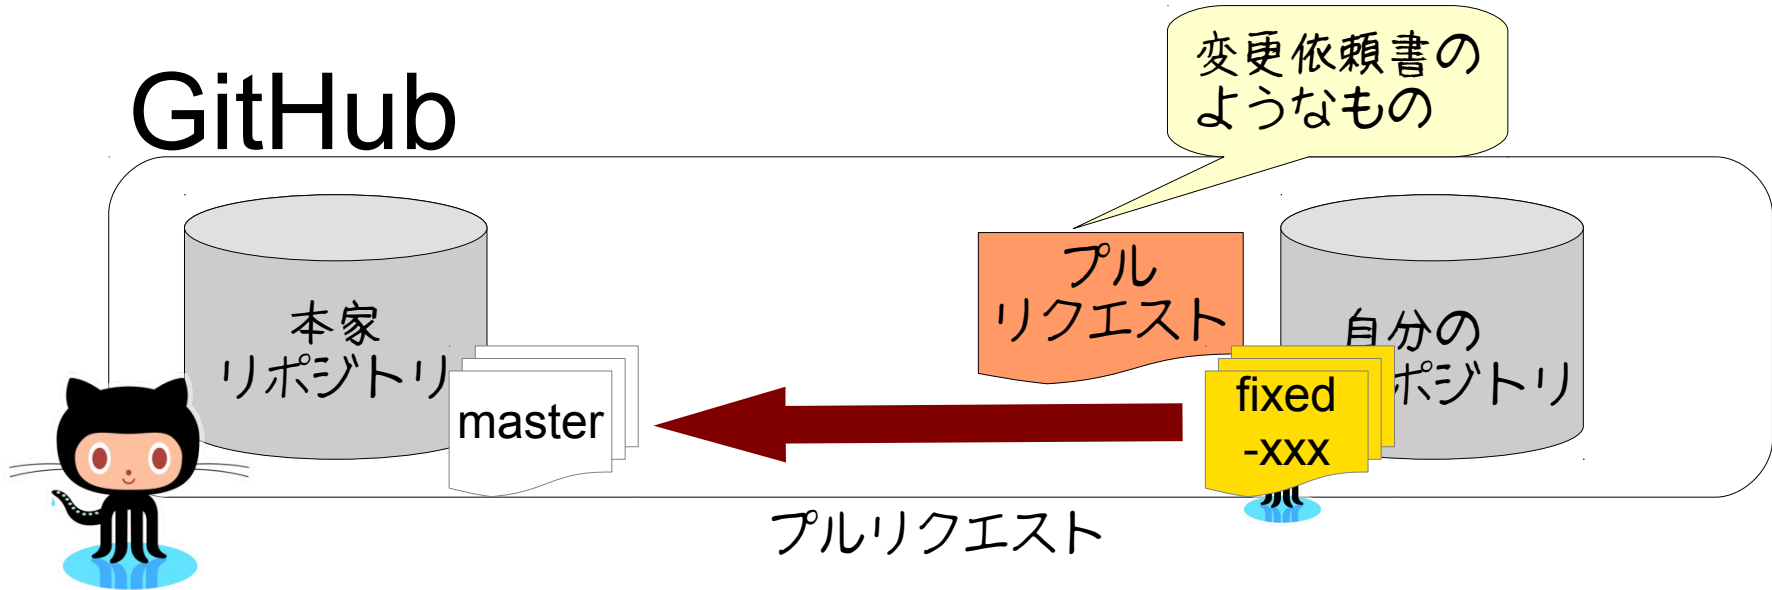 GitHub
変更依頼書の
ようなもの
本家
リポジトリ
master
プル
リクエスト
自分の
ポジトリ
fixed
-xxx
プルリクエスト